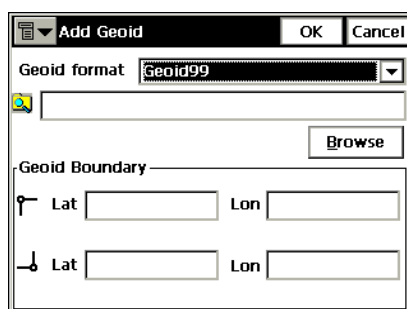 Add Geoid OK Cancel
Geoid format Geoid99
Browse
Geoid Boundary
Lat Lon
Lat Lon